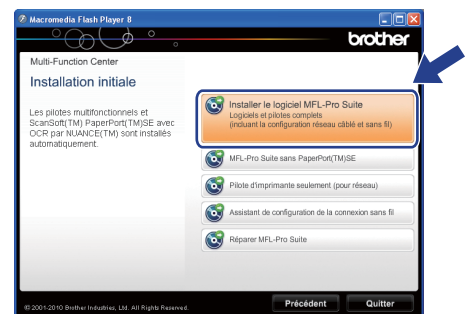 Macromedia Flash Player 8
brother
Multi-Function Center
Installation initiale
Les pilotes multifonctionnels et
ScanSoft(TM) PaperPort(TM)SE avec
OCR par NUANCE(TM) sont installés
automatiquement.
Installer le logiciel MFL-Pro Suite
Logiciels et pilotes complets
(incluant la configuration réseau câblé et sans fil)
MFL-Pro Suite sans PaperPort(TM)SE
Pilote d'imprimante seulement (pour réseau)
Assistant de configuration de la connexion sans fil
Réparer MFL-Pro Suite
© 2001-2010 Brother Industries, Ltd. All Rights Reserved.
Précédent
Quitter